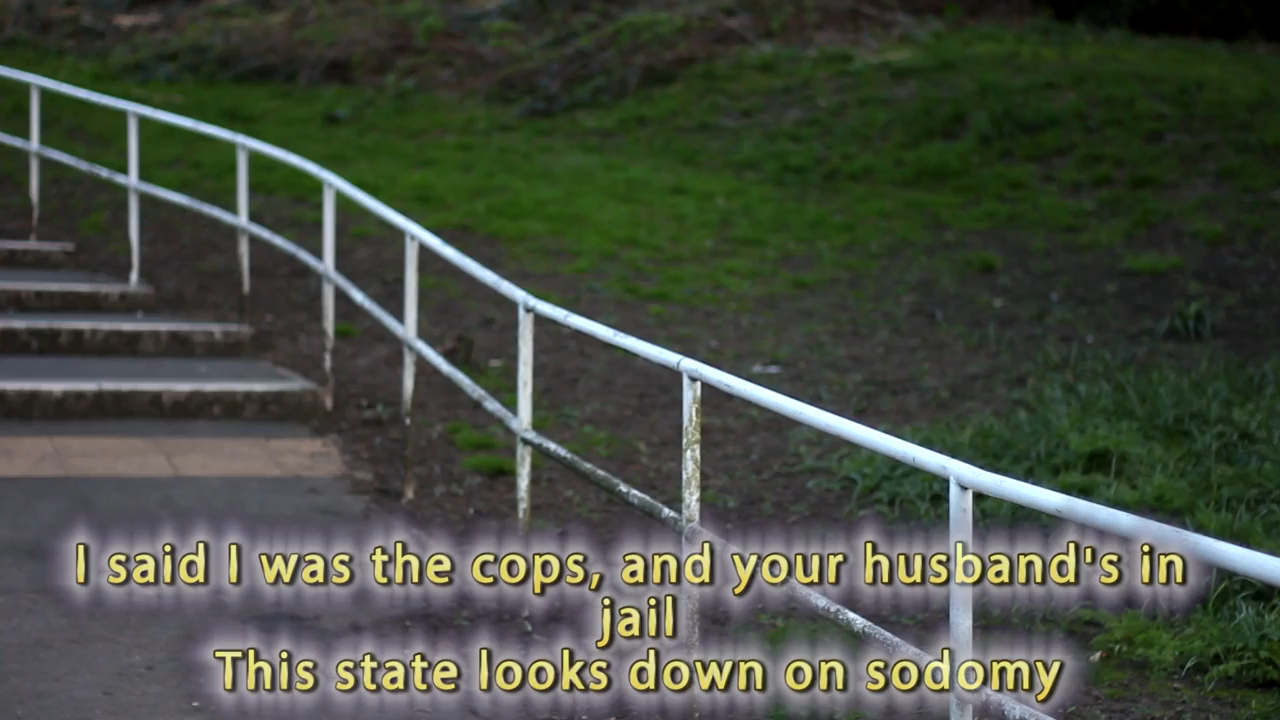 I said I was the cops, and your husband's in
jail
This state looks down on sodomy